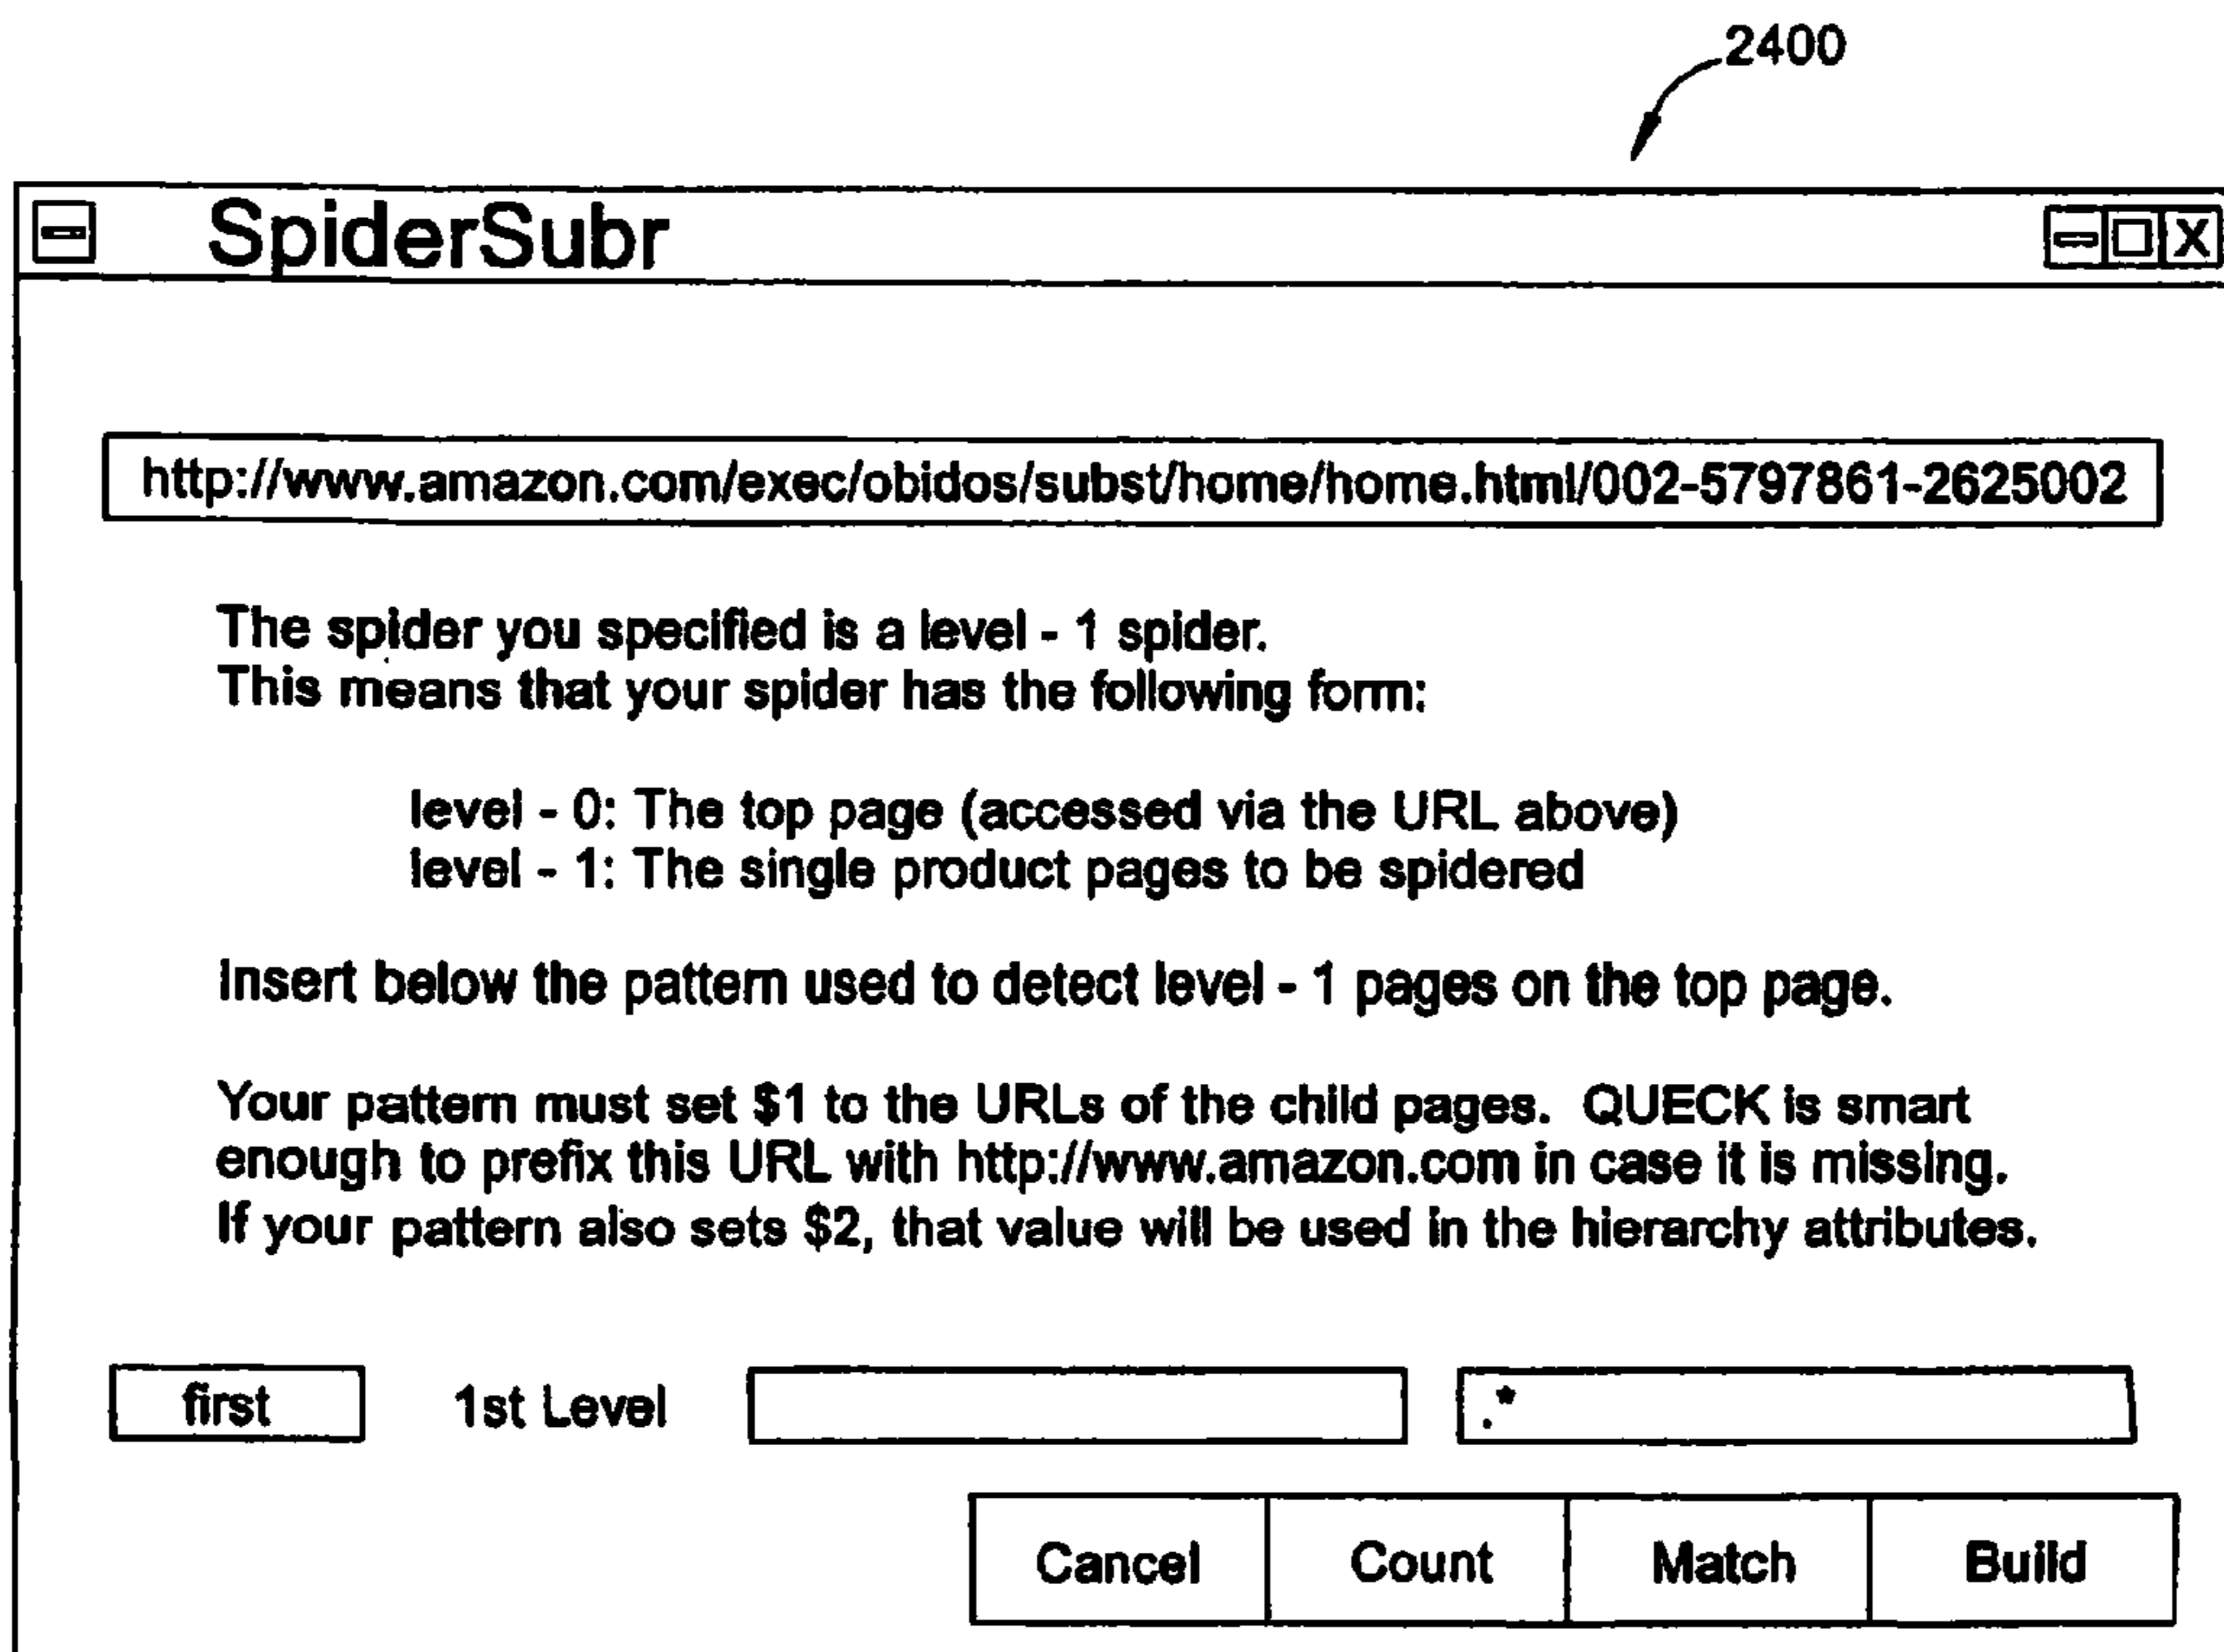 2400
SpiderSubr
http://www.amazon.com/exec/obidos/subst/home/home.html/002-5797861-2625002
The spider you specified is a level - 1 spider.
This means that your spider has the following form:
level - 0: The top page (accessed via the URL above)
level - 1: The single product pages to be spidered
Insert below the pattern used to detect level - 1 pages on the top page.
Your pattern must set $1 to the URLs of the child pages. QUECK is smart
enough to prefix this URL with http://www.amazon.com in case it is missing.
If your pattern also sets $2, that value will be used in the hierarchy attributes.
first 1st Level .*
Cancel Count Match Build